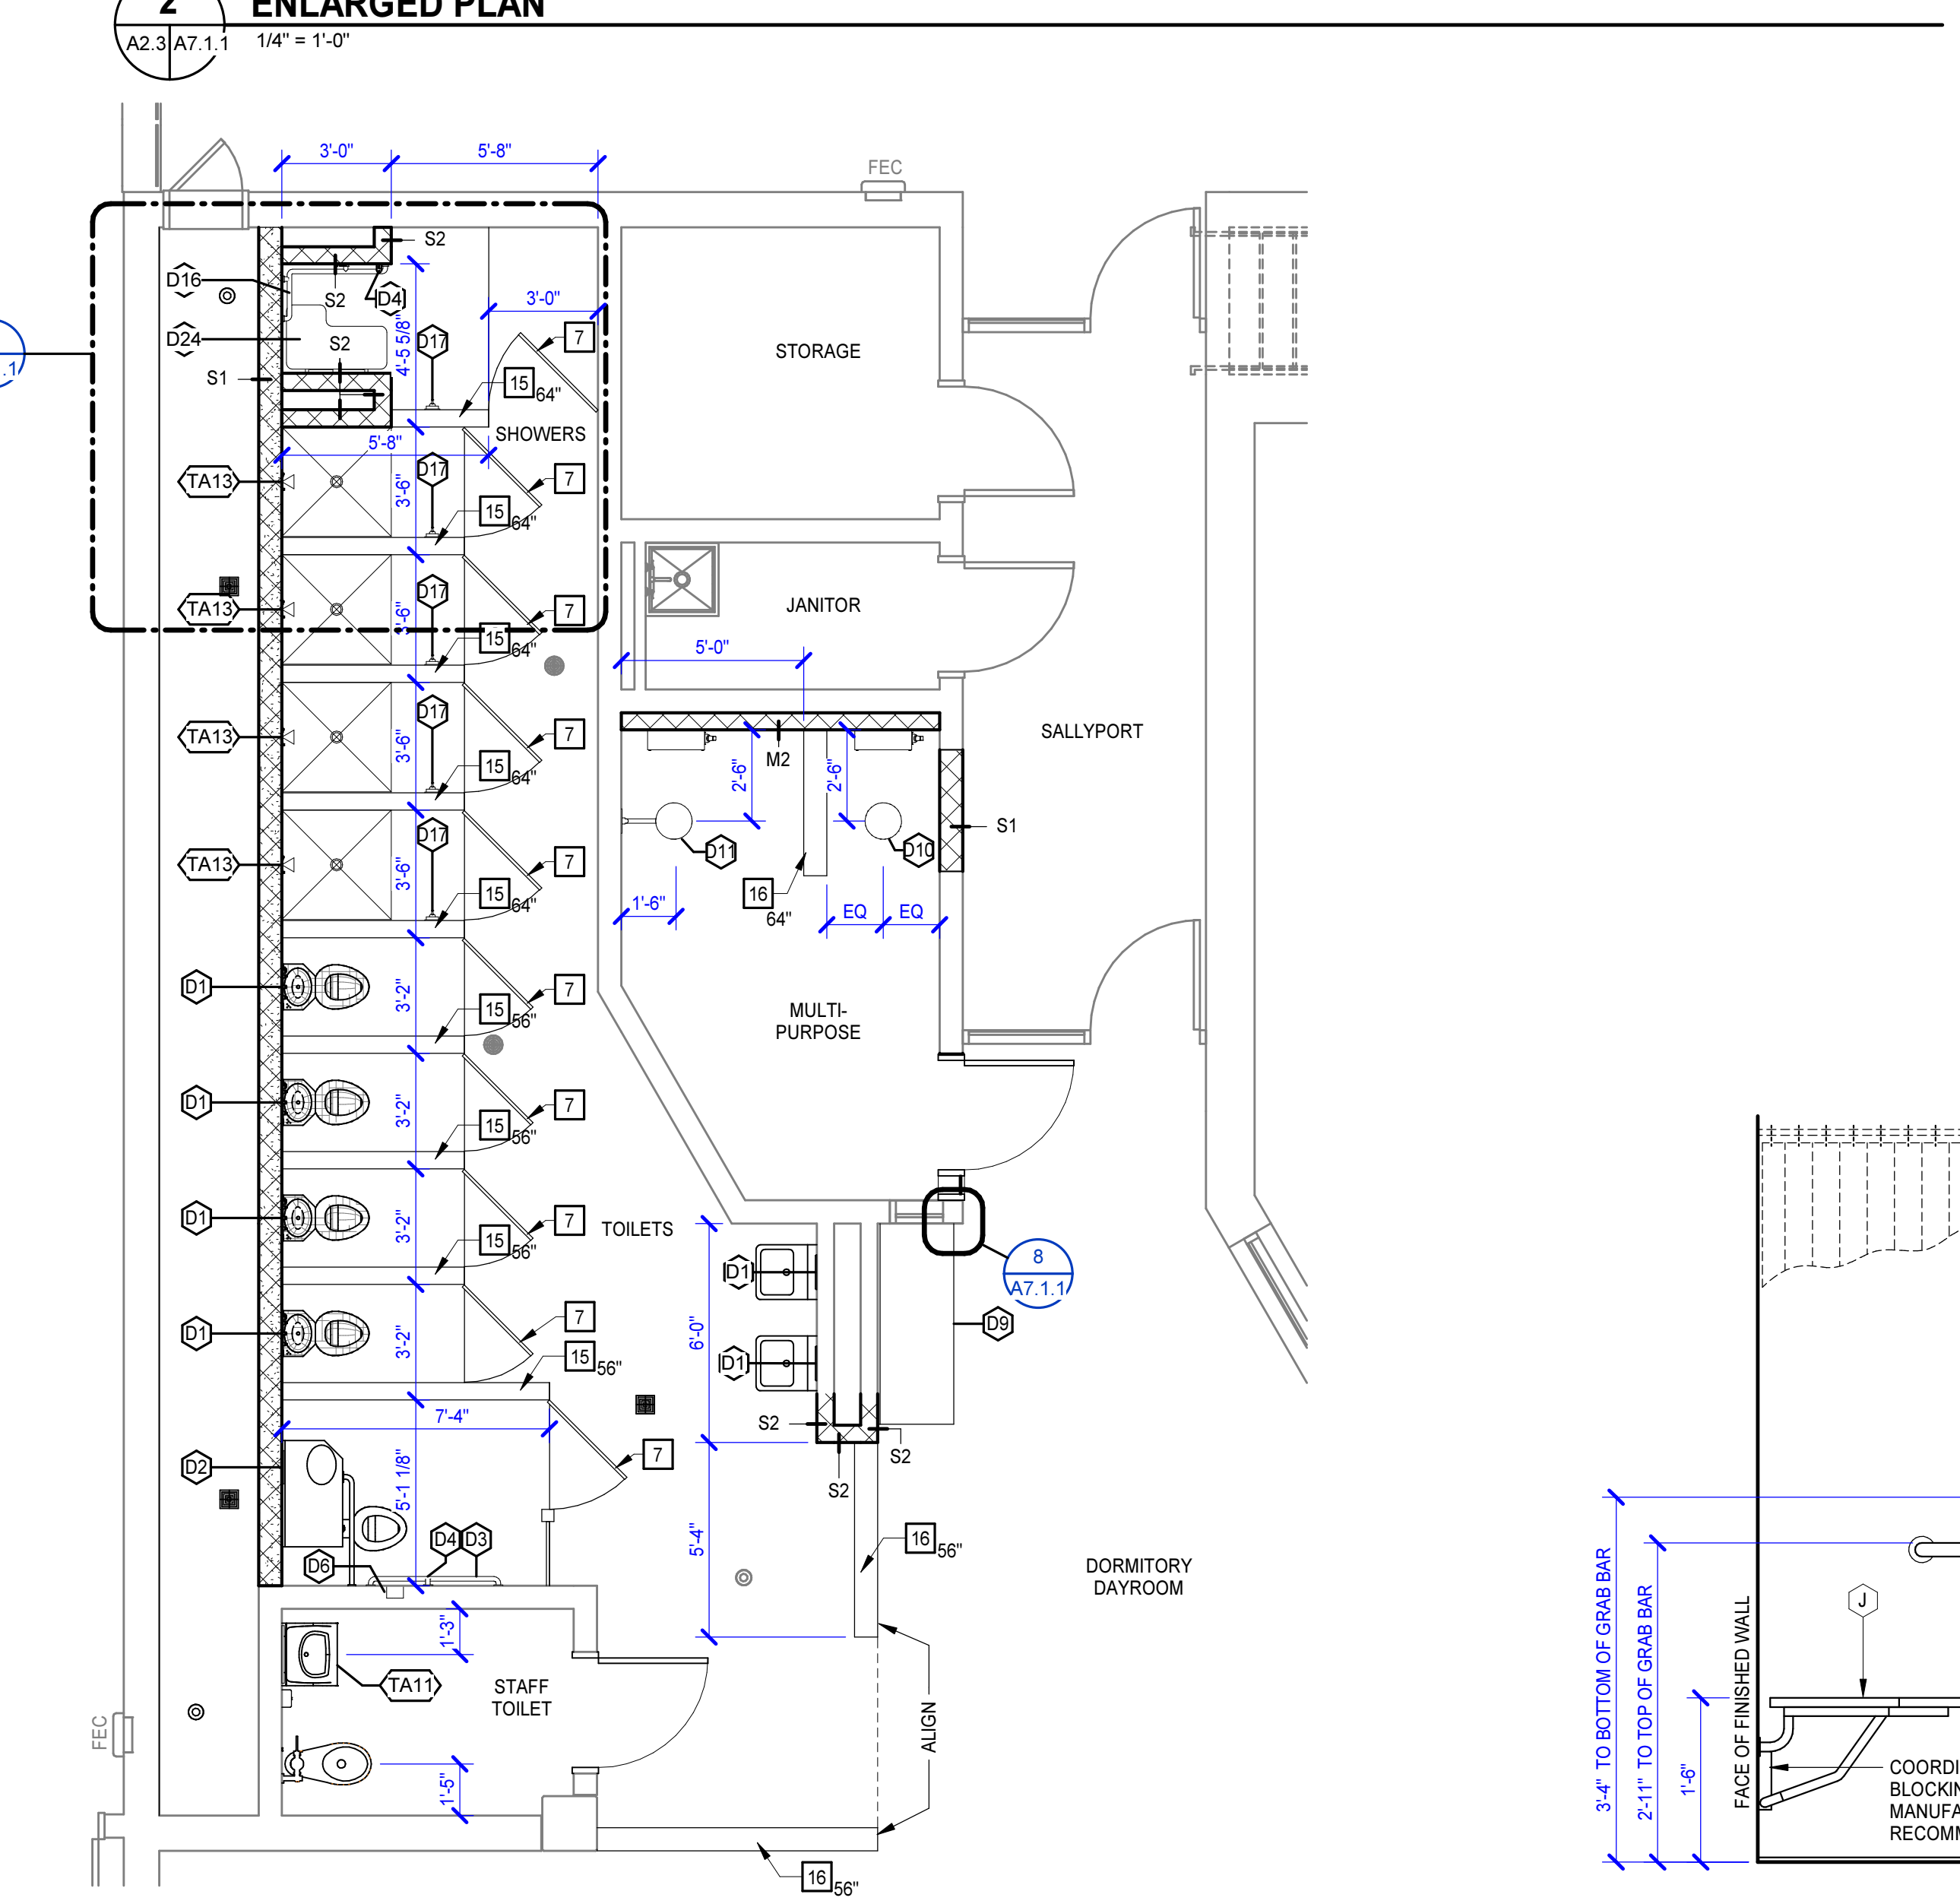 2
ENLARGED PLAN
A2.3
A7.1.1
1/4" = 1'-0"
3'-0"
5'-8"
FEC
S2
D16
S2
D4
3'-0"
.1
D24
S2
4'-5 5/8"
D17
7
STORAGE
S1
15
64"
SHOWERS
5'-8"
TA13
3'-6"
D17
7
15
64"
TA13
3'-6"
D17
7
15
64"
JANITOR
5'-0"
TA13
3'-6"
D17
7
15
64"
M2
SALLYPORT
2'-6"
2'-6"
S1
TA13
3'-6"
D17
7
15
64"
D11
D10
16
64"
1'-6"
EQ
EQ
D1
3'-2"
7
15
56"
MULTI-
PURPOSE
D1
3'-2"
7
15
56"
D1
3'-2"
7
15
56"
TOILETS
D1
8
A7.1.1
D1
3'-2"
7
15
56"
D1
6'-0"
D9
7'-4"
S2
S2
S2
D2
5'-1 1/8"
7
D4
D3
D6
5'-4"
16
56"
DORMITORY
DAYROOM
1'-3"
TA11
STAFF
TOILET
ALIGN
FEC
1'-5"
16
56"
3'-4" TO BOTTOM OF GRAB BAR
2'-11" TO TOP OF GRAB BAR
1'-6"
FACE OF FINISHED WALL
J
COORDI
BLOCKIN
MANUFA
RECOMM